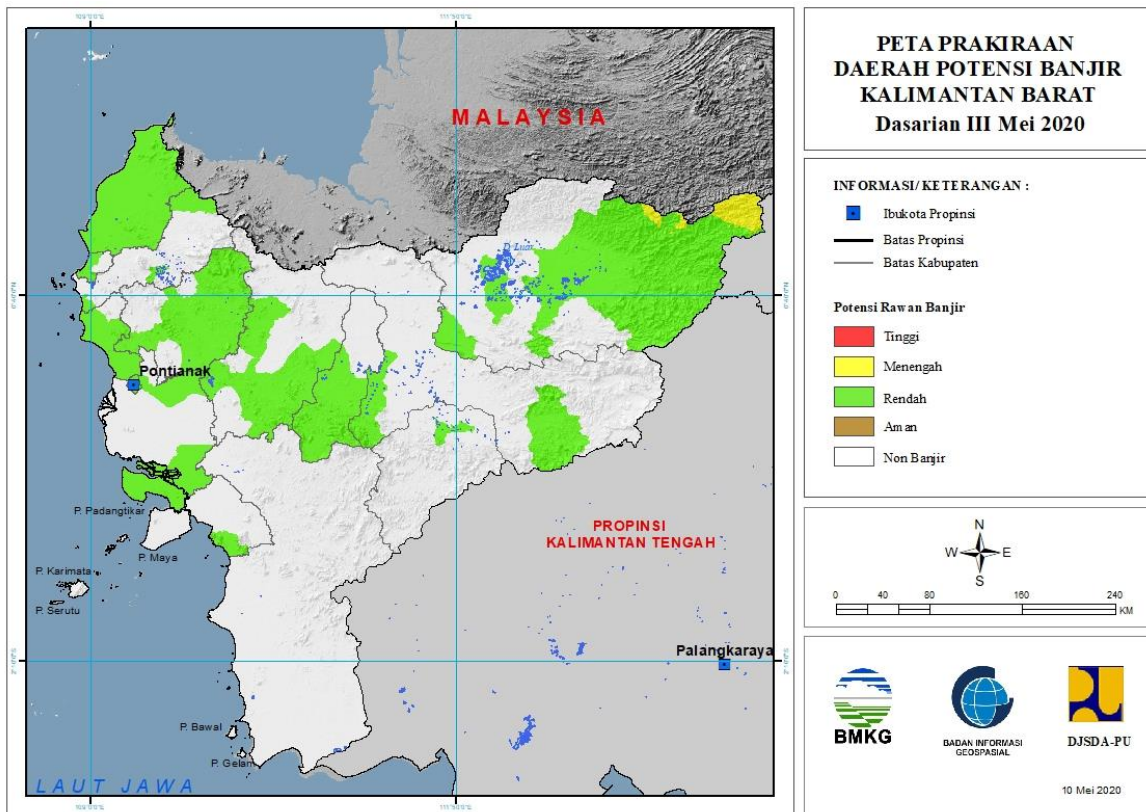 PETA PRAKIRAAN
DAERAH POTENSI BANJIR
KALIMANTAN BARAT
Dasarian III Mei 2020
INFORMASI/ KETERANGAN :
Ibukota Propinsi
Batas Propinsi
Batas Kabupaten
Potensi Rawan Banjir
Tinggi
Menengah
Rendah
Aman
Non Banjir
N
W E
S
0 40 80 160 240
KM
BMKG
BADAN INFORMASI
GEOSPASIAL
DJSDA-PU
10 Mei 2020
MALAYSIA
Pontianak
P. Padangtikar
P. Maya
P. Karimata
P. Serutu
PROPINSI
KALIMANTAN TENGAH
Palangkaraya
P. Bawal
P. Gelam
LAUT JAWA